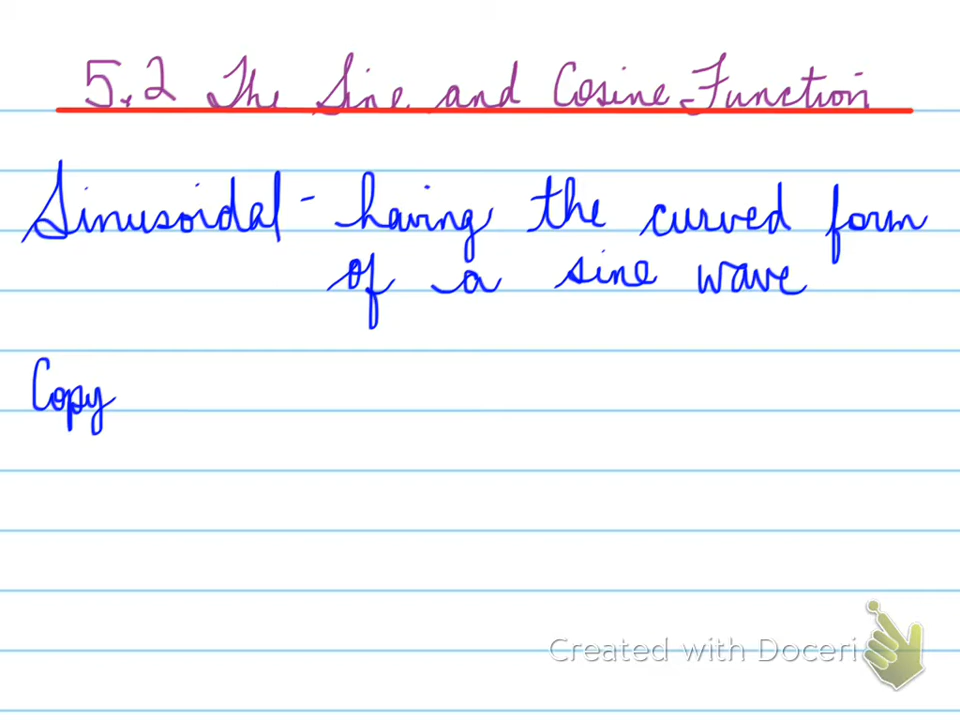 5.2 The Sine and Cosine Function
Sinusoidal - having the curved form
of a sine wave
Copy
Created with Doceri